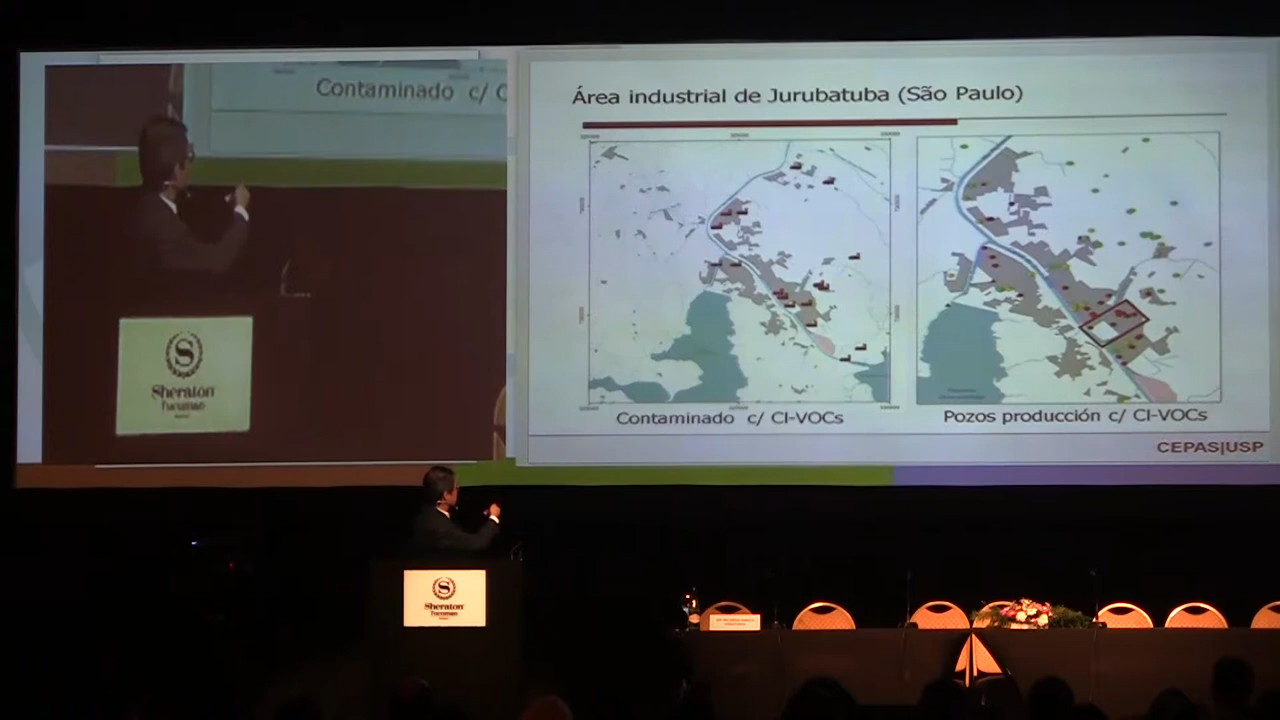 Contaminado c/ C
Sheraton
Tucuman
Área industrial de Jurubatuba (São Paulo)
Contaminado c/ Cl-VOCs
Pozos producción c/ Cl-VOCs
CEPAS|USP
S
Sheraton
Tucuman